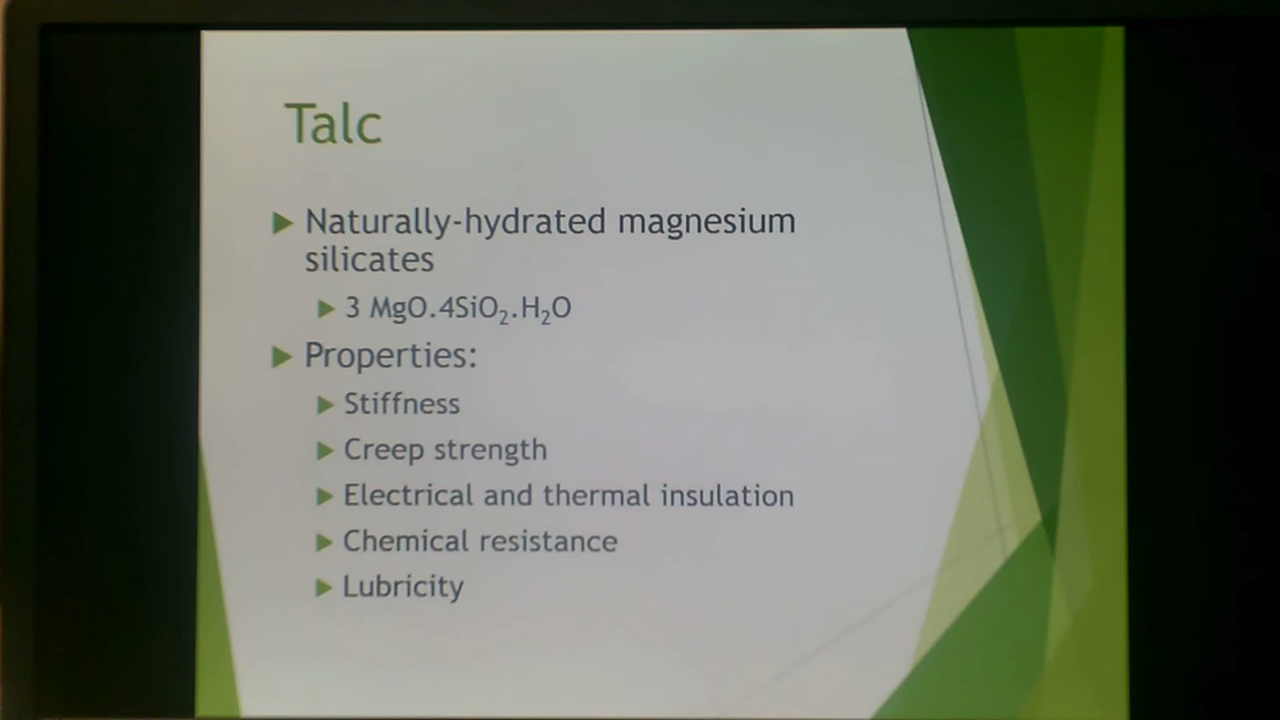 Talc
Naturally-hydrated magnesium
silicates
3 MgO.4SiO₂.H₂O
Properties:
Stiffness
Creep strength
Electrical and thermal insulation
Chemical resistance
Lubricity